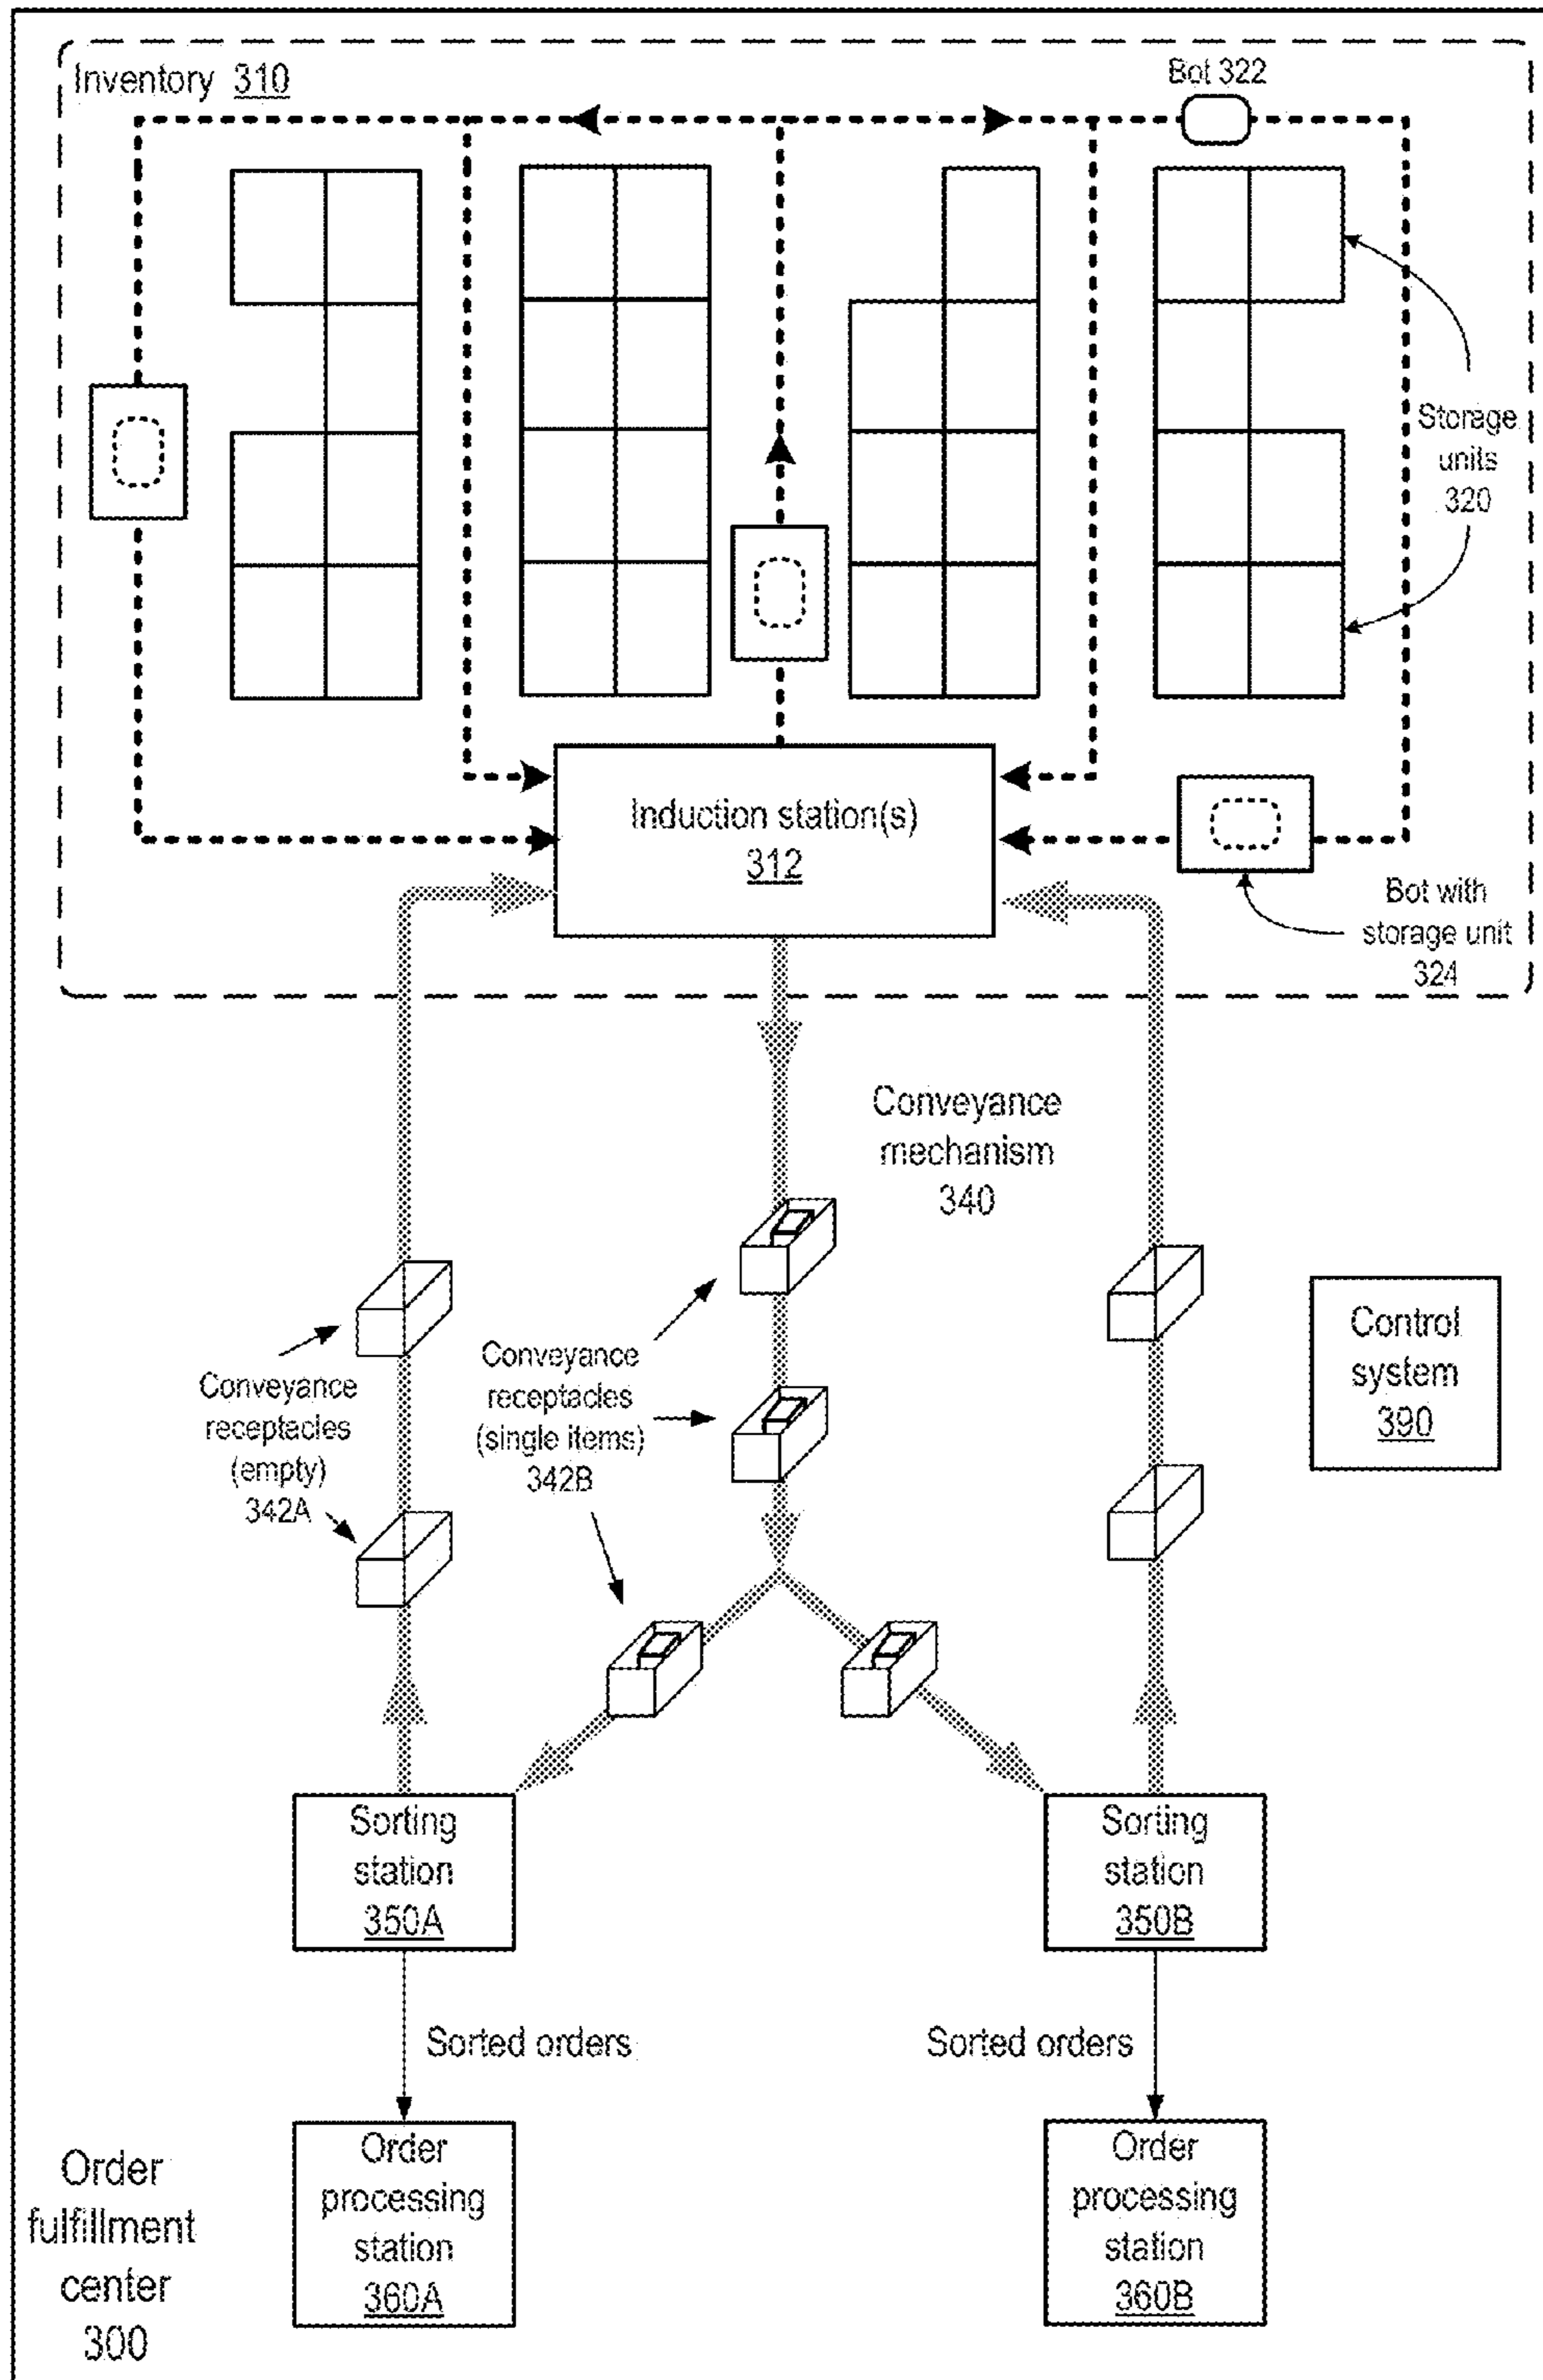 Inventory 310
Bot 322
Storage
units
320
Induction station(s)
312
Bot with
storage unit
324
Conveyance
mechanism
340
Conveyance
receptacles
(empty)
342A
Conveyance
receptacles
(single items)
342B
Control
system
390
Sorting
station
350A
Sorting
station
350B
Sorted orders
Sorted orders
Order
processing
station
360A
Order
processing
station
360B
Order
fulfillment
center
300